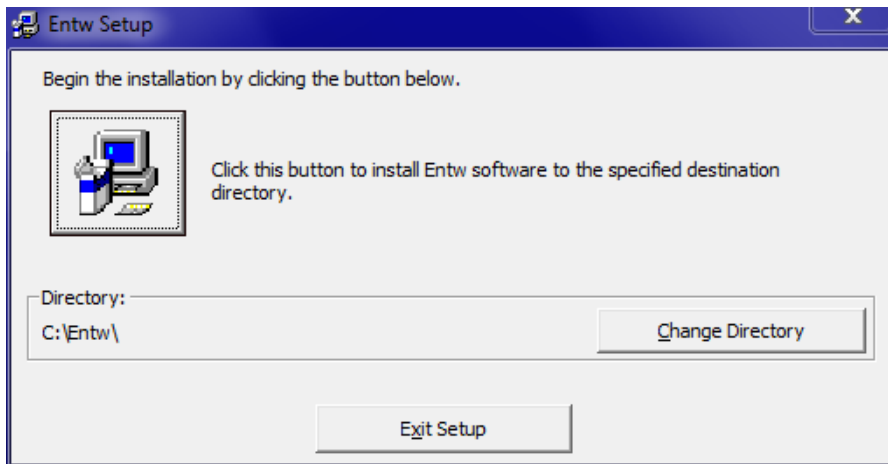 Entw Setup
X
Begin the installation by clicking the button below.
Click this button to install Entw software to the specified destination
directory.
Directory:
C:\Entw\
Change Directory
Exit Setup